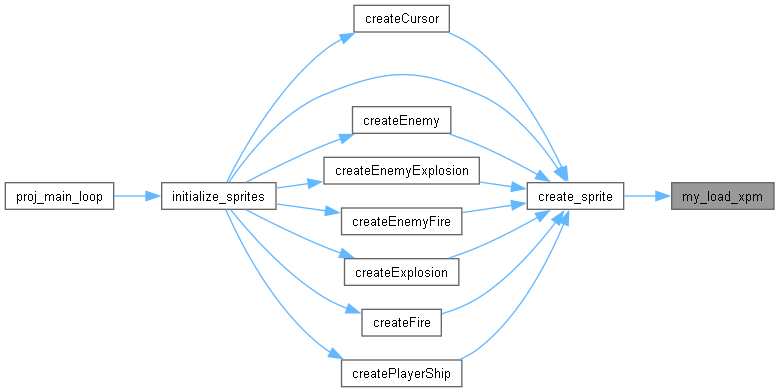 createCursor
createEnemy
createEnemyExplosion
proj_main_loop
initialize_sprites
create_sprite
my_load_xpm
createEnemyFire
createExplosion
createFire
createPlayerShip